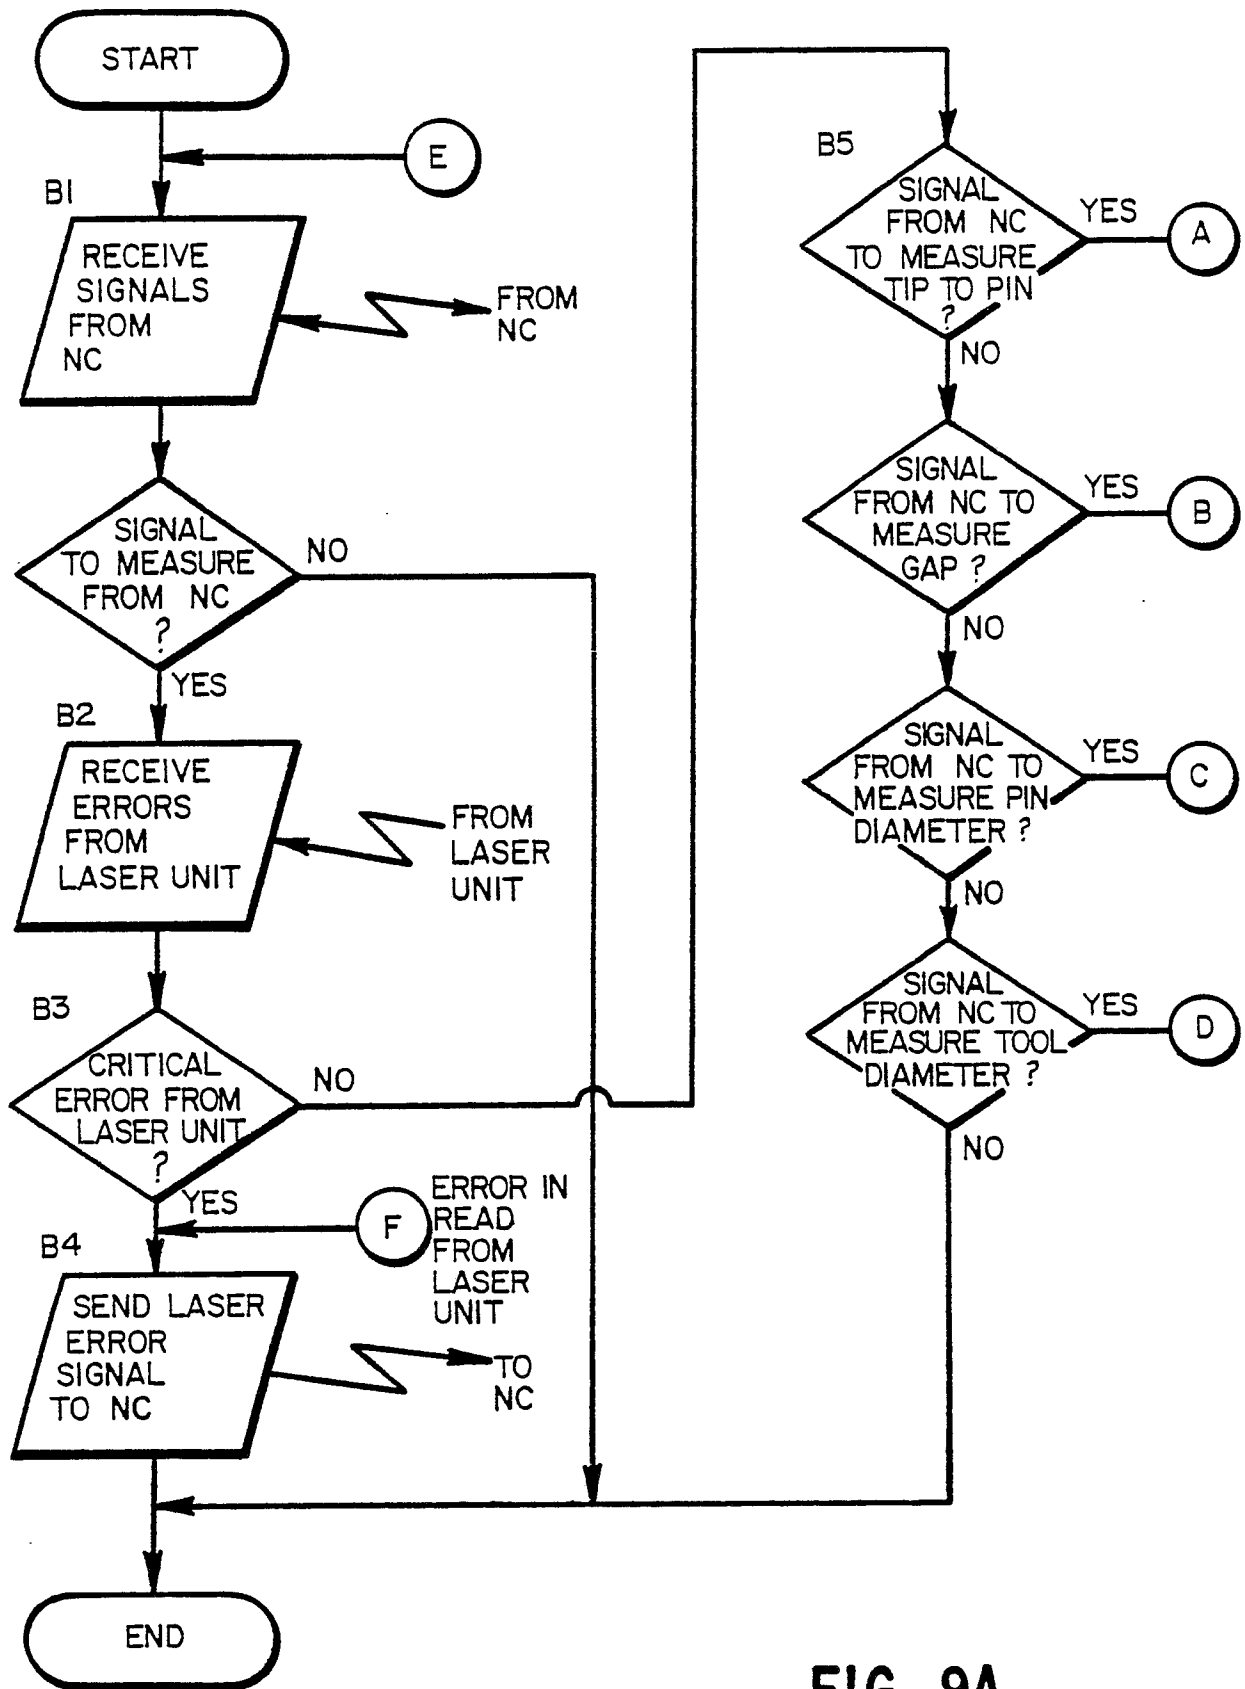 START
E
B1
RECEIVE
SIGNALS
FROM
NC
FROM
NC
SIGNAL
TO MEASURE
FROM NC
?
NO
YES
B2
RECEIVE
ERRORS
FROM
LASER UNIT
FROM
LASER
UNIT
B3
CRITICAL
ERROR FROM
LASER UNIT
?
NO
YES
F
ERROR IN
READ
FROM
LASER
UNIT
B4
SEND LASER
ERROR
SIGNAL
TO NC
TO
NC
END
B5
SIGNAL
FROM NC
TO MEASURE
TIP TO PIN
?
YES
A
NO
SIGNAL
FROM NC TO
MEASURE
GAP ?
YES
B
NO
SIGNAL
FROM NC TO
MEASURE PIN
DIAMETER ?
YES
C
NO
SIGNAL
FROM NC TO
MEASURE TOOL
DIAMETER ?
YES
D
NO
FIG. 9A